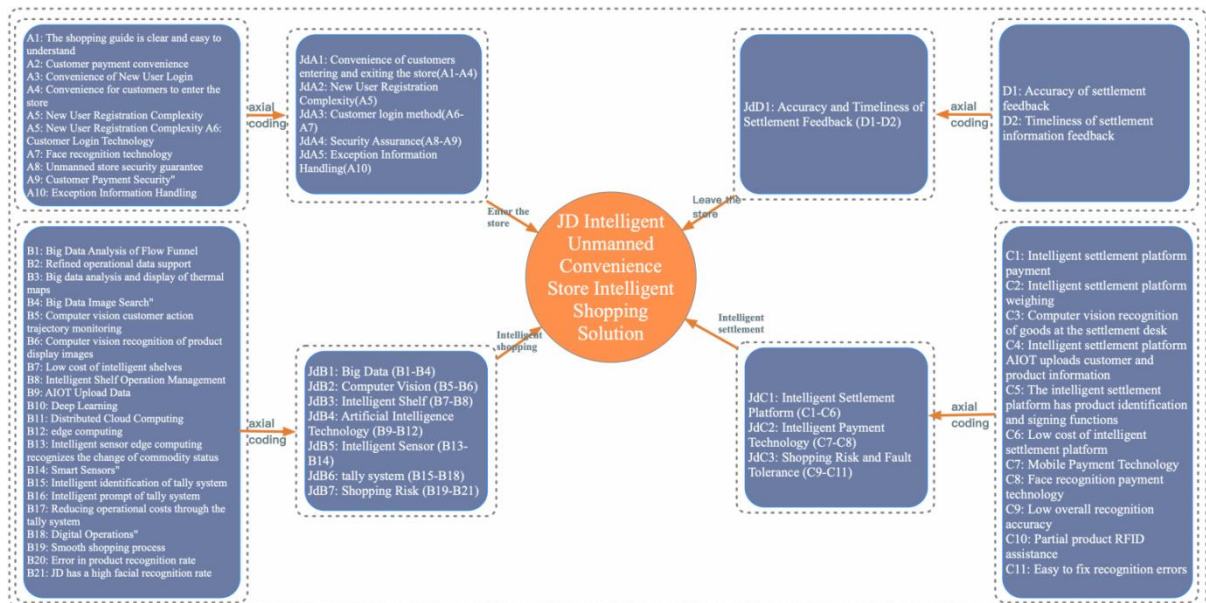 A1: The shopping guide is clear and easy to
understand
A2: Customer payment convenience
A3: Convenience of New User Login
A4: Convenience for customers to enter the
store
A5: New User Registration Complexity
A5: New User Registration Complexity A6:
Customer Login Technology
A7: Face recognition technology
A8: Unmanned store security guarantee
A9: Customer Payment Security"
A10: Exception Information Handling
axial
coding
JdA1: Convenience of customers
entering and exiting the store(A1-A4)
JdA2: New User Registration
Complexity(A5)
JdA3: Customer login method(A6-
A7)
JdA4: Security Assurance(A8-A9)
JdA5: Exception Information
Handling(A10)
Enter the
store
JdD1: Accuracy and Timeliness of
Settlement Feedback (D1-D2)
Leave the
store
axial
coding
D1: Accuracy of settlement
feedback
D2: Timeliness of settlement
information feedback
JD Intelligent
Unmanned
Convenience
Store Intelligent
Shopping
Solution
B1: Big Data Analysis of Flow Funnel
B2: Refined operational data support
B3: Big data analysis and display of thermal
maps
B4: Big Data Image Search"
B5: Computer vision customer action
trajectory monitoring
B6: Computer vision recognition of product
display images
B7: Low cost of intelligent shelves
B8: Intelligent Shelf Operation Management
B9: AIOT Upload Data
B10: Deep Learning
B11: Distributed Cloud Computing
B12: edge computing
B13: Intelligent sensor edge computing
recognizes the change of commodity status
B14: Smart Sensors"
B15: Intelligent identification of tally system
B16: Intelligent prompt of tally system
B17: Reducing operational costs through the
tally system
B18: Digital Operations"
B19: Smooth shopping process
B20: Error in product recognition rate
B21: JD has a high facial recognition rate
axial
coding
JdB1: Big Data (B1-B4)
JdB2: Computer Vision (B5-B6)
JdB3: Intelligent Shelf (B7-B8)
JdB4: Artificial Intelligence
Technology (B9-B12)
JdB5: Intelligent Sensor (B13-
B14)
JdB6: tally system (B15-B18)
JdB7: Shopping Risk (B19-B21)
Intelligent
shopping
Intelligent
settlement
JdC1: Intelligent Settlement
Platform (C1-C6)
JdC2: Intelligent Payment
Technology (C7-C8)
JdC3: Shopping Risk and Fault
Tolerance (C9-C11)
axial
coding
C1: Intelligent settlement platform
payment
C2: Intelligent settlement platform
weighing
C3: Computer vision recognition
of goods at the settlement desk
C4: Intelligent settlement platform
AIOT uploads customer and
product information
C5: The intelligent settlement
platform has product identification
and signing functions
C6: Low cost of intelligent
settlement platform
C7: Mobile Payment Technology
C8: Face recognition payment
technology
C9: Low overall recognition
accuracy
C10: Partial product RFID
assistance
C11: Easy to fix recognition errors